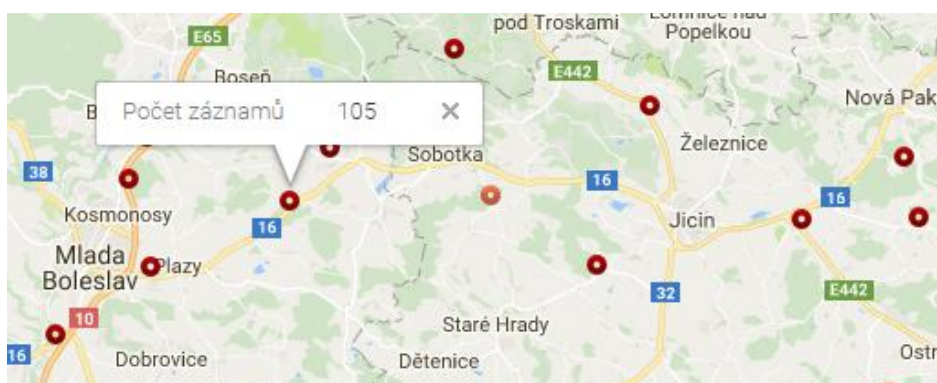 pod Troskami
Lomnice nad
Popelkou
E65
E442
Boseň
B
Počet záznamů 105 ×
Nová Pak
Železnice
Sobotka
38
16
16
Kosmonosy
16
Jicin
Mlada
Boleslav
Plazy
32
E442
10
Staré Hrady
16
Dobrovice
Dětenice
Ostr